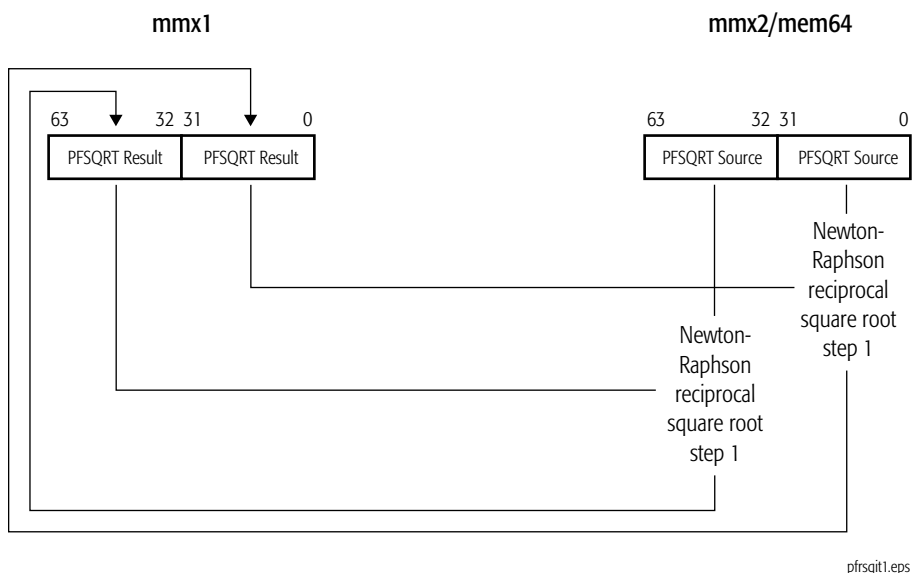 mmx1
mmx2/mem64
63 32 31 0
63 32 31 0
PFSQRT Result PFSQRT Result
PFSQRT Source PFSQRT Source
Newton-
Raphson
reciprocal
square root
step 1
Newton-
Raphson
reciprocal
square root
step 1
pfrsqit1.eps